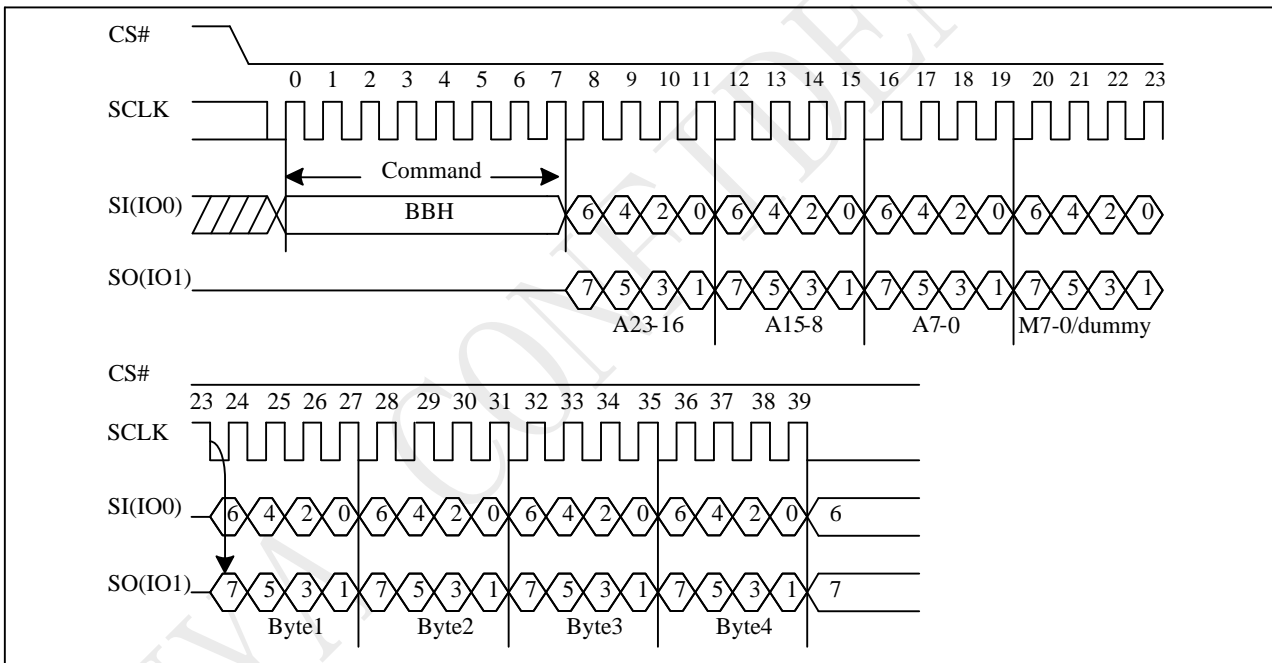 CS#
0 1 2 3 4 5 6 7 8 9 10 11 12 13 14 15 16 17 18 19 20 21 22 23
SCLK
Command
SI(IO0) BBH 6 4 2 0 6 4 2 0 6 4 2 0 6 4 2 0
SO(IO1) 7 5 3 1 7 5 3 1 7 5 3 1 7 5 3 1
A23-16 A15-8 A7-0 M7-0/dummy
CS#
23 24 25 26 27 28 29 30 31 32 33 34 35 36 37 38 39
SCLK
SI(IO0) 6 4 2 0 6 4 2 0 6 4 2 0 6 4 2 0 6
SO(IO1) 7 5 3 1 7 5 3 1 7 5 3 1 7 5 3 1 7
Byte1 Byte2 Byte3 Byte4